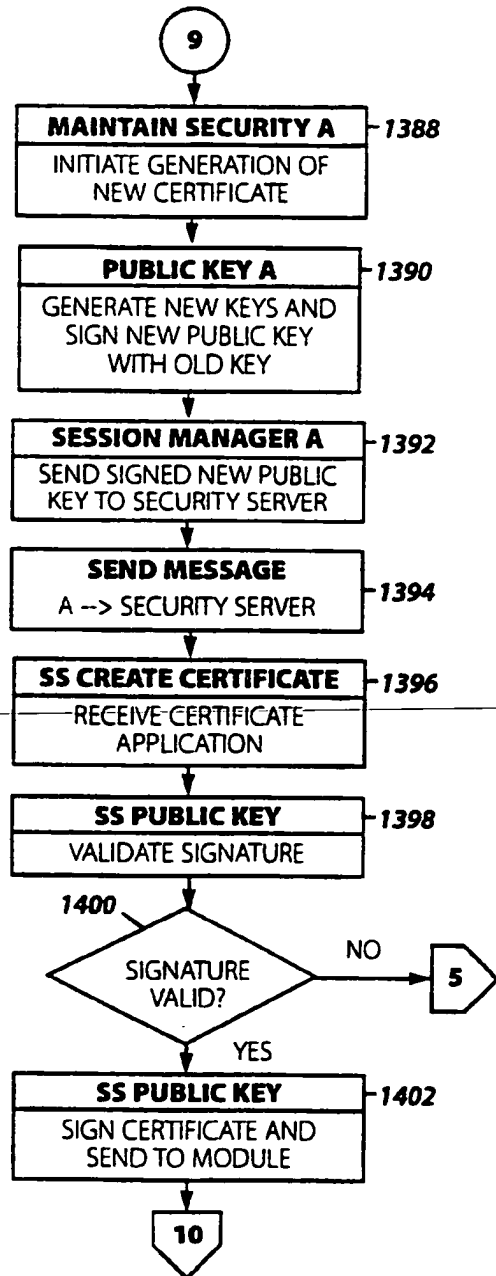 9
MAINTAIN SECURITY A
1388
INITIATE GENERATION OF
NEW CERTIFICATE
PUBLIC KEY A
1390
GENERATE NEW KEYS AND
SIGN NEW PUBLIC KEY
WITH OLD KEY
SESSION MANAGER A
1392
SEND SIGNED NEW PUBLIC
KEY TO SECURITY SERVER
SEND MESSAGE
1394
A --> SECURITY SERVER
SS CREATE CERTIFICATE
1396
RECEIVE CERTIFICATE
APPLICATION
SS PUBLIC KEY
1398
VALIDATE SIGNATURE
1400
SIGNATURE
VALID?
NO
5
YES
SS PUBLIC KEY
1402
SIGN CERTIFICATE AND
SEND TO MODULE
10